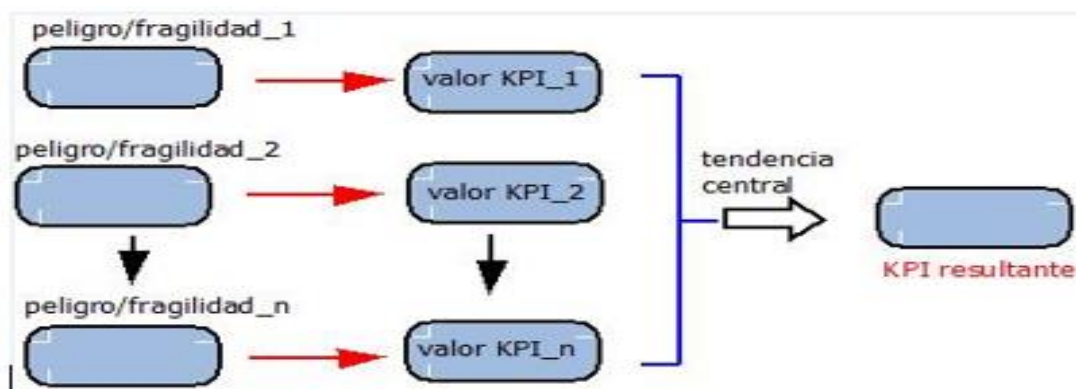 peligro/fragilidad_1
valor KPI_1
peligro/fragilidad_2
valor KPI_2
tendencia
central
KPI resultante
peligro/fragilidad_n
valor KPI_n